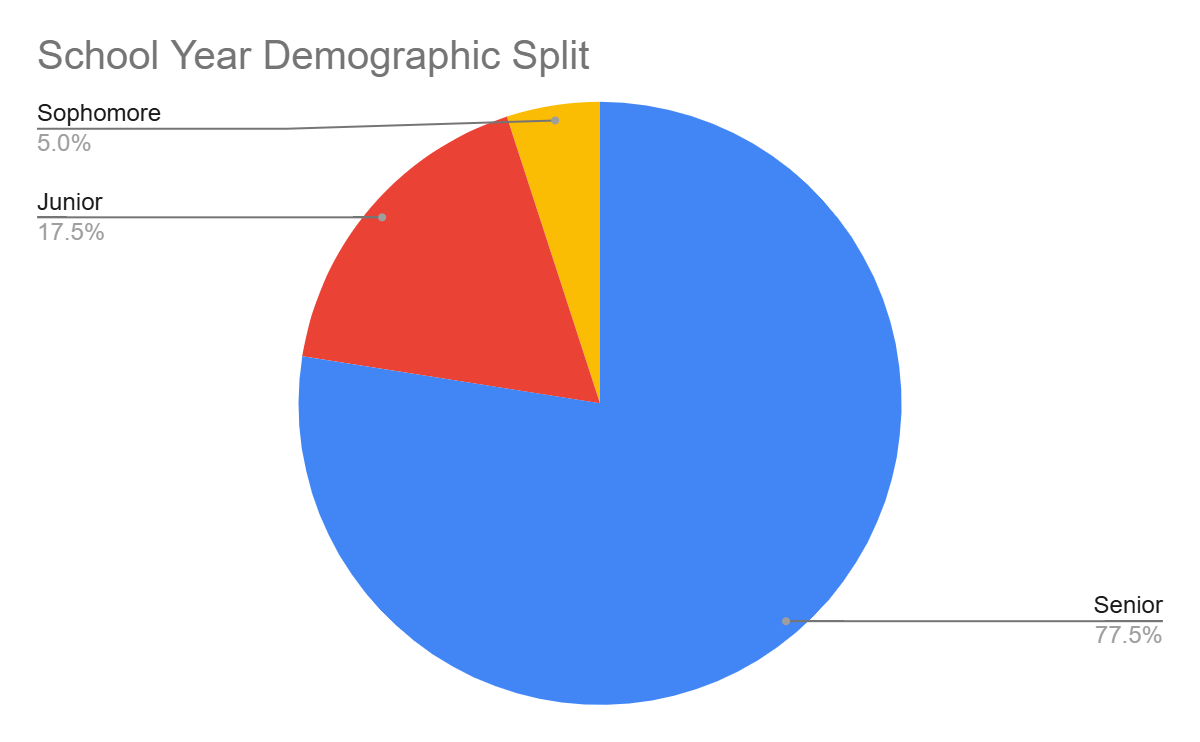 School Year Demographic Split
Sophomore
5.0%
Junior
17.5%
Senior
77.5%